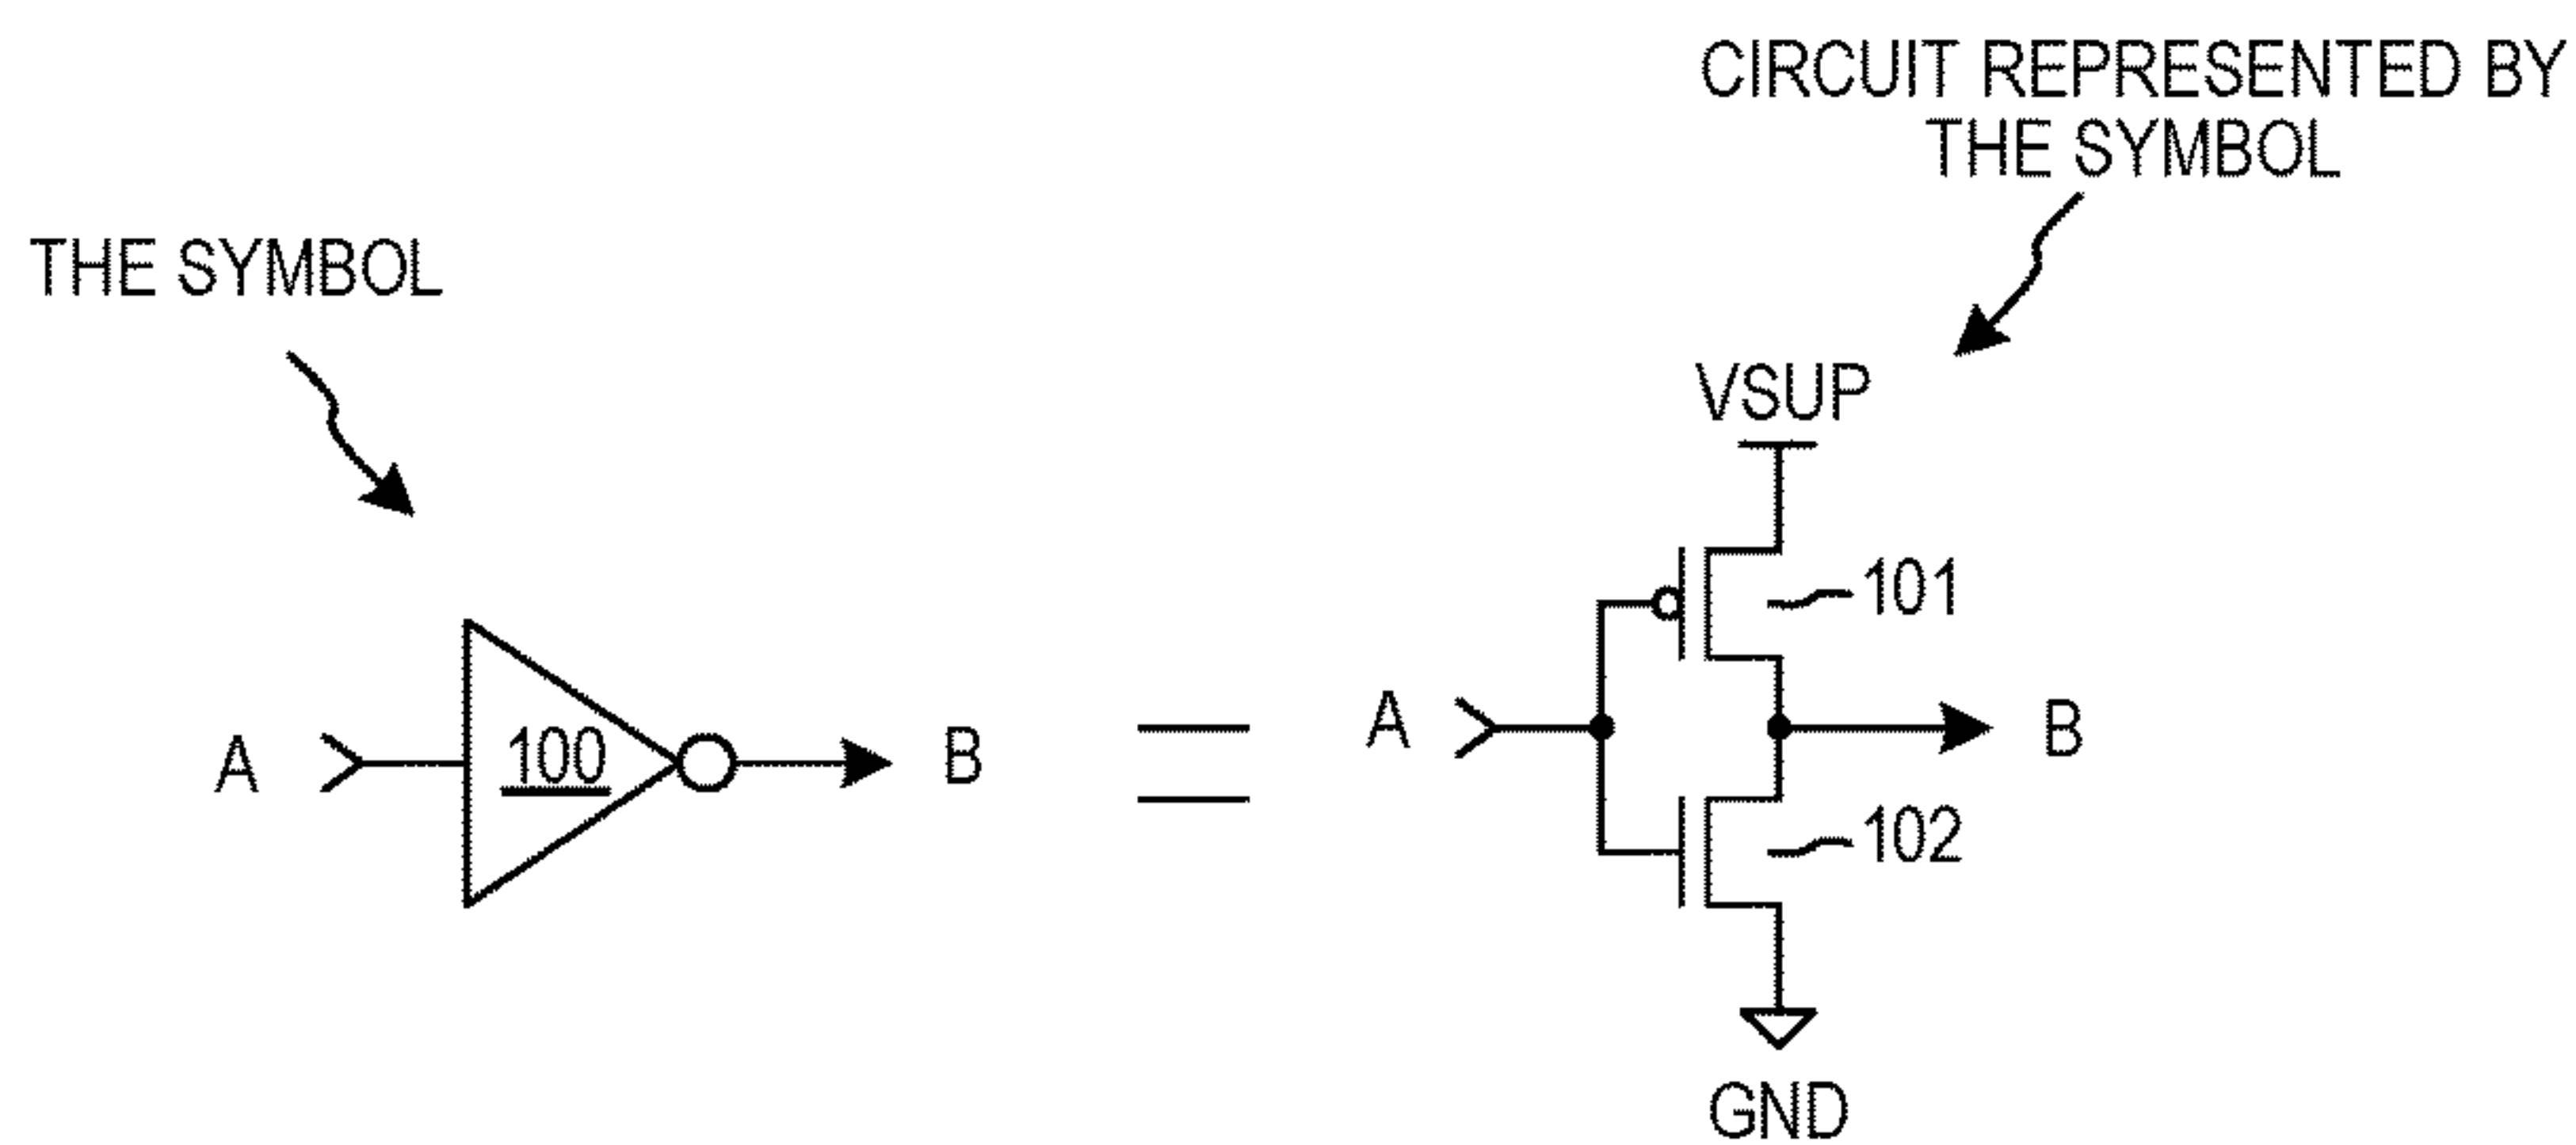 CIRCUIT REPRESENTED BY
THE SYMBOL
THE SYMBOL
VSUP
101
A
100
B
A
B
102
GND